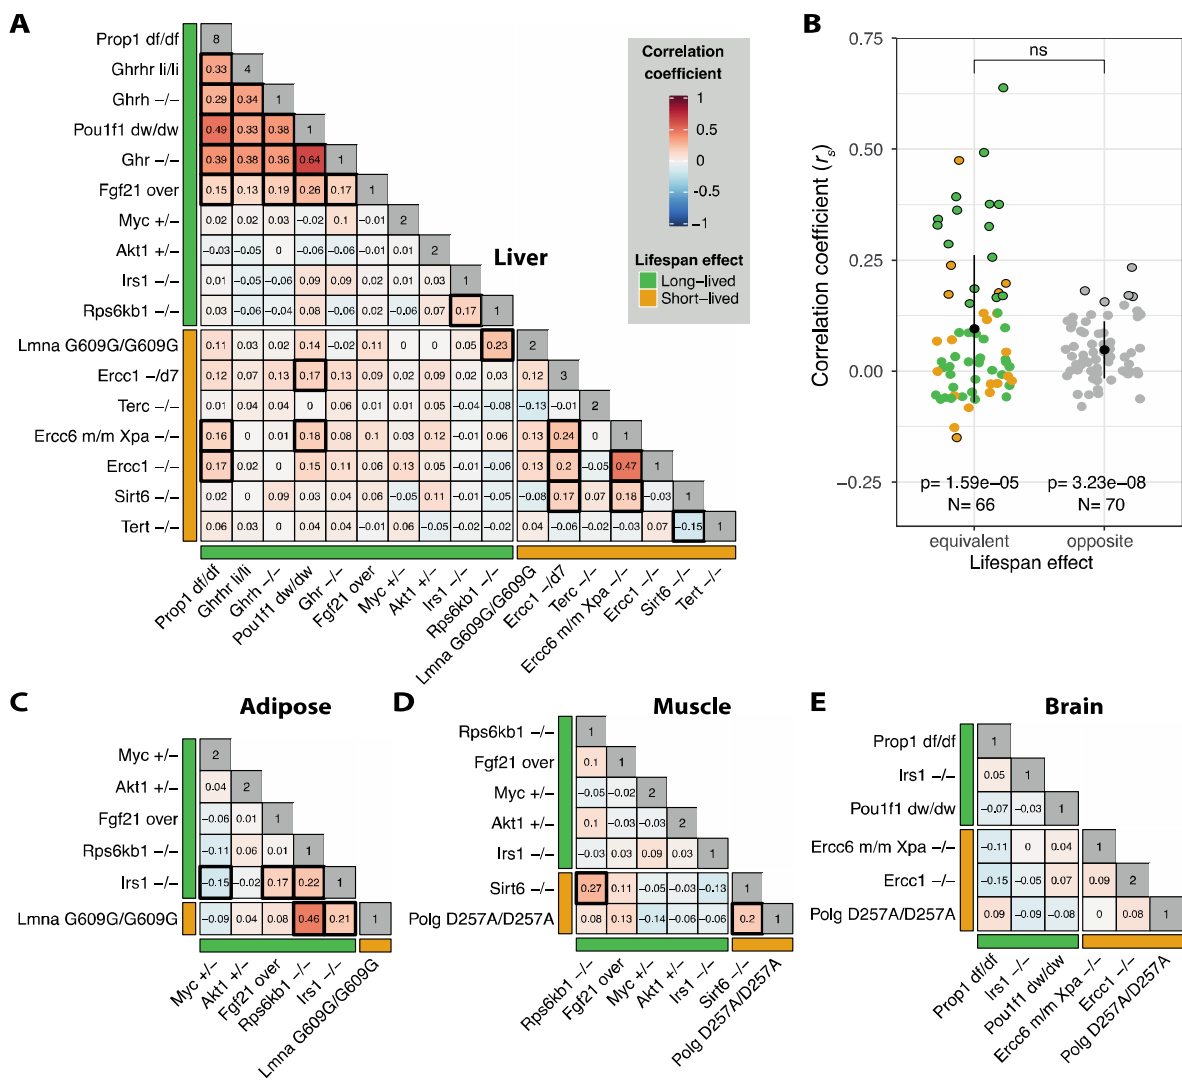 A
Prop1 df/df 8
Ghrhr li/li 0.33 4
Ghrh −/− 0.29 0.34 1
Pou1f1 dw/dw 0.49 0.33 0.38 1
Ghr −/− 0.39 0.38 0.36 0.64 1
Fgf21 over 0.15 0.13 0.19 0.26 0.17 1
Myc +/− 0.02 0.02 0.03 −0.02 0.1 −0.01 2
Akt1 +/− −0.03 −0.05 0 −0.06 −0.06 −0.01 0.01 2
Irs1 −/− 0.01 −0.05 −0.06 0.09 0.09 0.02 −0.01 0.03 1
Rps6kb1 −/− 0.03 −0.06 −0.04 0.08 −0.06 0.02 −0.06 0.07 0.17 1
Lmna G609G/G609G 0.11 0.03 0.02 0.14 −0.02 0.11 0 0 0.05 0.23 2
Ercc1 −/d7 0.12 0.07 0.13 0.17 0.13 0.09 0.02 0.09 0.01 0.03 0.12 3
Terc −/− 0.01 0.04 0.04 0 0.06 0.01 0.01 0.05 −0.04 −0.08 −0.13 −0.01 2
Ercc6 m/m Xpa −/− 0.16 0 0.01 0.18 0.08 0.1 0.03 0.12 −0.01 0.06 0.13 0.24 0 1
Ercc1 −/− 0.17 0.02 0 0.15 0.11 0.06 0.13 0.05 −0.01 −0.06 0.13 0.2 −0.05 0.47 1
Sirt6 −/− 0.02 0 0.09 0.03 0.04 0.06 −0.05 0.11 −0.01 −0.06 −0.08 0.17 0.07 0.18 −0.03 1
Tert −/− 0.06 0.03 0 0.04 0.04 −0.01 0.06 −0.05 −0.02 −0.02 0.04 −0.06 −0.02 −0.03 0.07 −0.15 1
Prop1 df/df
Ghrhr li/li
Ghrh −/−
Pou1f1 dw/dw
Ghr −/−
Fgf21 over
Myc +/−
Akt1 +/−
Irs1 −/−
Rps6kb1 −/−
Lmna G609G/G609G
Ercc1 −/d7
Terc −/−
Ercc6 m/m Xpa −/−
Ercc1 −/−
Sirt6 −/−
Tert −/−
Liver
Correlation
coefficient
1
0.5
0
−0.5
−1
Lifespan effect
Long−lived
Short−lived
B
Correlation coefficient (rs)
0.75
0.50
0.25
0.00
−0.25
ns
p= 1.59e−05
N= 66
p= 3.23e−08
N= 70
equivalent
opposite
Lifespan effect
C
Adipose
Myc +/− 2
Akt1 +/− 0.04 2
Fgf21 over −0.06 0.01 1
Rps6kb1 −/− −0.11 0.06 0.01 1
Irs1 −/− −0.15 −0.02 0.17 0.22 1
Lmna G609G/G609G −0.09 0.04 0.08 0.46 0.21 1
Myc +/−
Akt1 +/−
Fgf21 over
Rps6kb1 −/−
Irs1 −/−
Lmna G609G/G609G
D
Muscle
Rps6kb1 −/− 1
Fgf21 over 0.1 1
Myc +/− −0.05 −0.02 2
Akt1 +/− 0.1 −0.03 −0.03 2
Irs1 −/− −0.03 0.03 0.09 0.03 1
Sirt6 −/− 0.27 0.11 −0.05 −0.03 −0.13 1
Polg D257A/D257A 0.08 0.13 −0.14 −0.06 −0.06 0.2 1
Rps6kb1 −/−
Fgf21 over
Myc +/−
Akt1 +/−
Irs1 −/−
Sirt6 −/−
Polg D257A/D257A
E
Brain
Prop1 df/df 1
Irs1 −/− 0.05 1
Pou1f1 dw/dw −0.07 −0.03 1
Ercc6 m/m Xpa −/− −0.11 0 0.04 1
Ercc1 −/− −0.15 −0.05 0.07 0.09 2
Polg D257A/D257A 0.09 −0.09 −0.08 0 0.08 1
Prop1 df/df
Irs1 −/−
Pou1f1 dw/dw
Ercc6 m/m Xpa −/−
Ercc1 −/−
Polg D257A/D257A